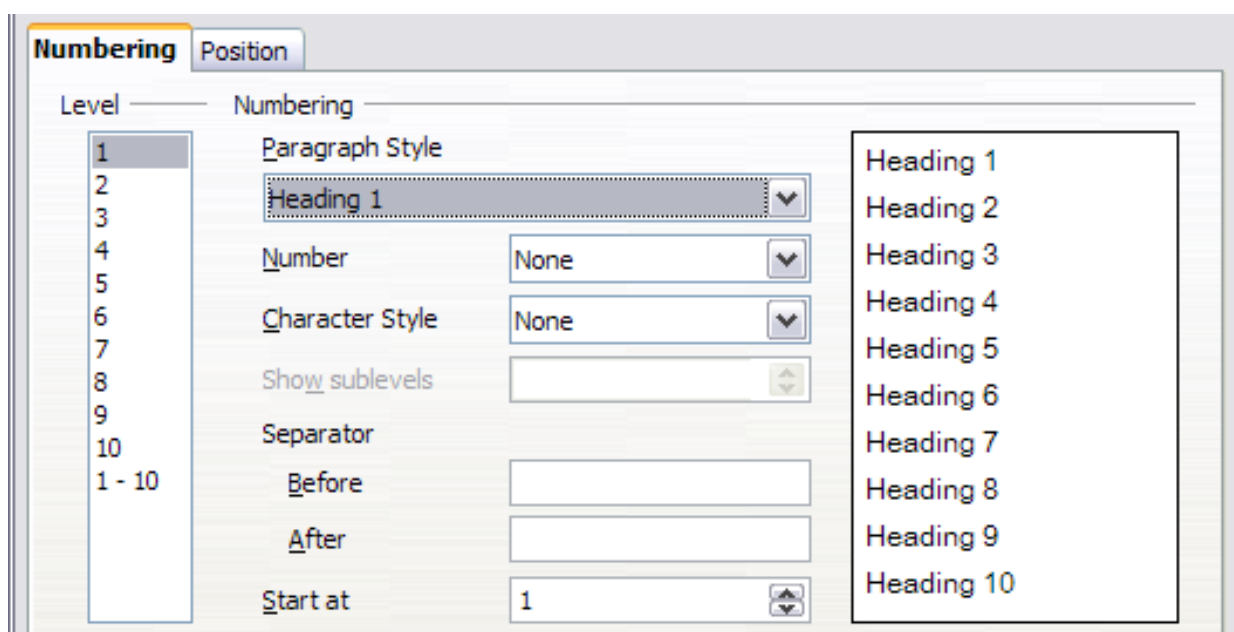 Numbering Position
Level Numbering
1
2
3
4
5
6
7
8
9
10
1 - 10
Paragraph Style
Heading 1
Number None
Character Style None
Show sublevels
Separator
Before
After
Start at 1
Heading 1
Heading 2
Heading 3
Heading 4
Heading 5
Heading 6
Heading 7
Heading 8
Heading 9
Heading 10